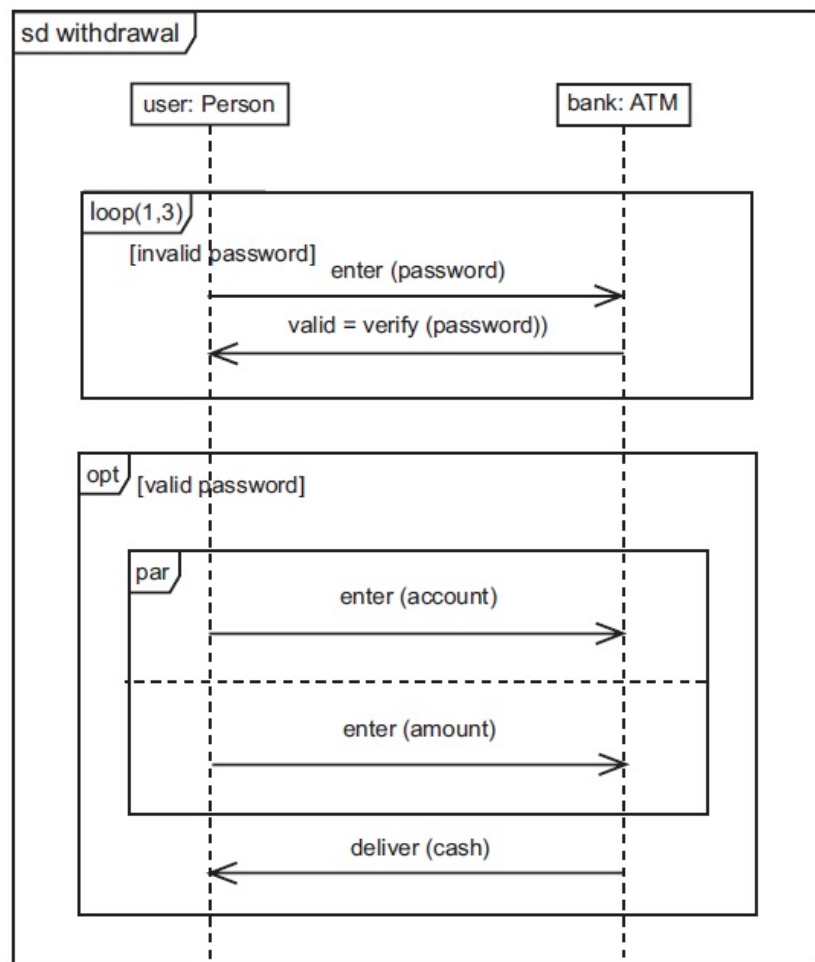 sd withdrawal
user: Person
bank: ATM
loop(1,3)
[invalid password]
enter (password)
valid = verify (password))
opt
[valid password]
par
enter (account)
enter (amount)
deliver (cash)